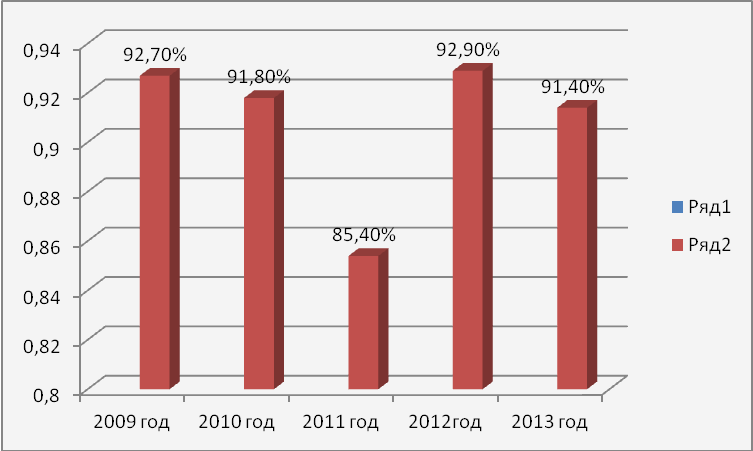 0,94
0,92
0,9
0,88
0,86
0,84
0,82
0,8
92,70%
91,80%
85,40%
92,90%
91,40%
2009 год
2010 год
2011 год
2012год
2013 год
Ряд1
Ряд2